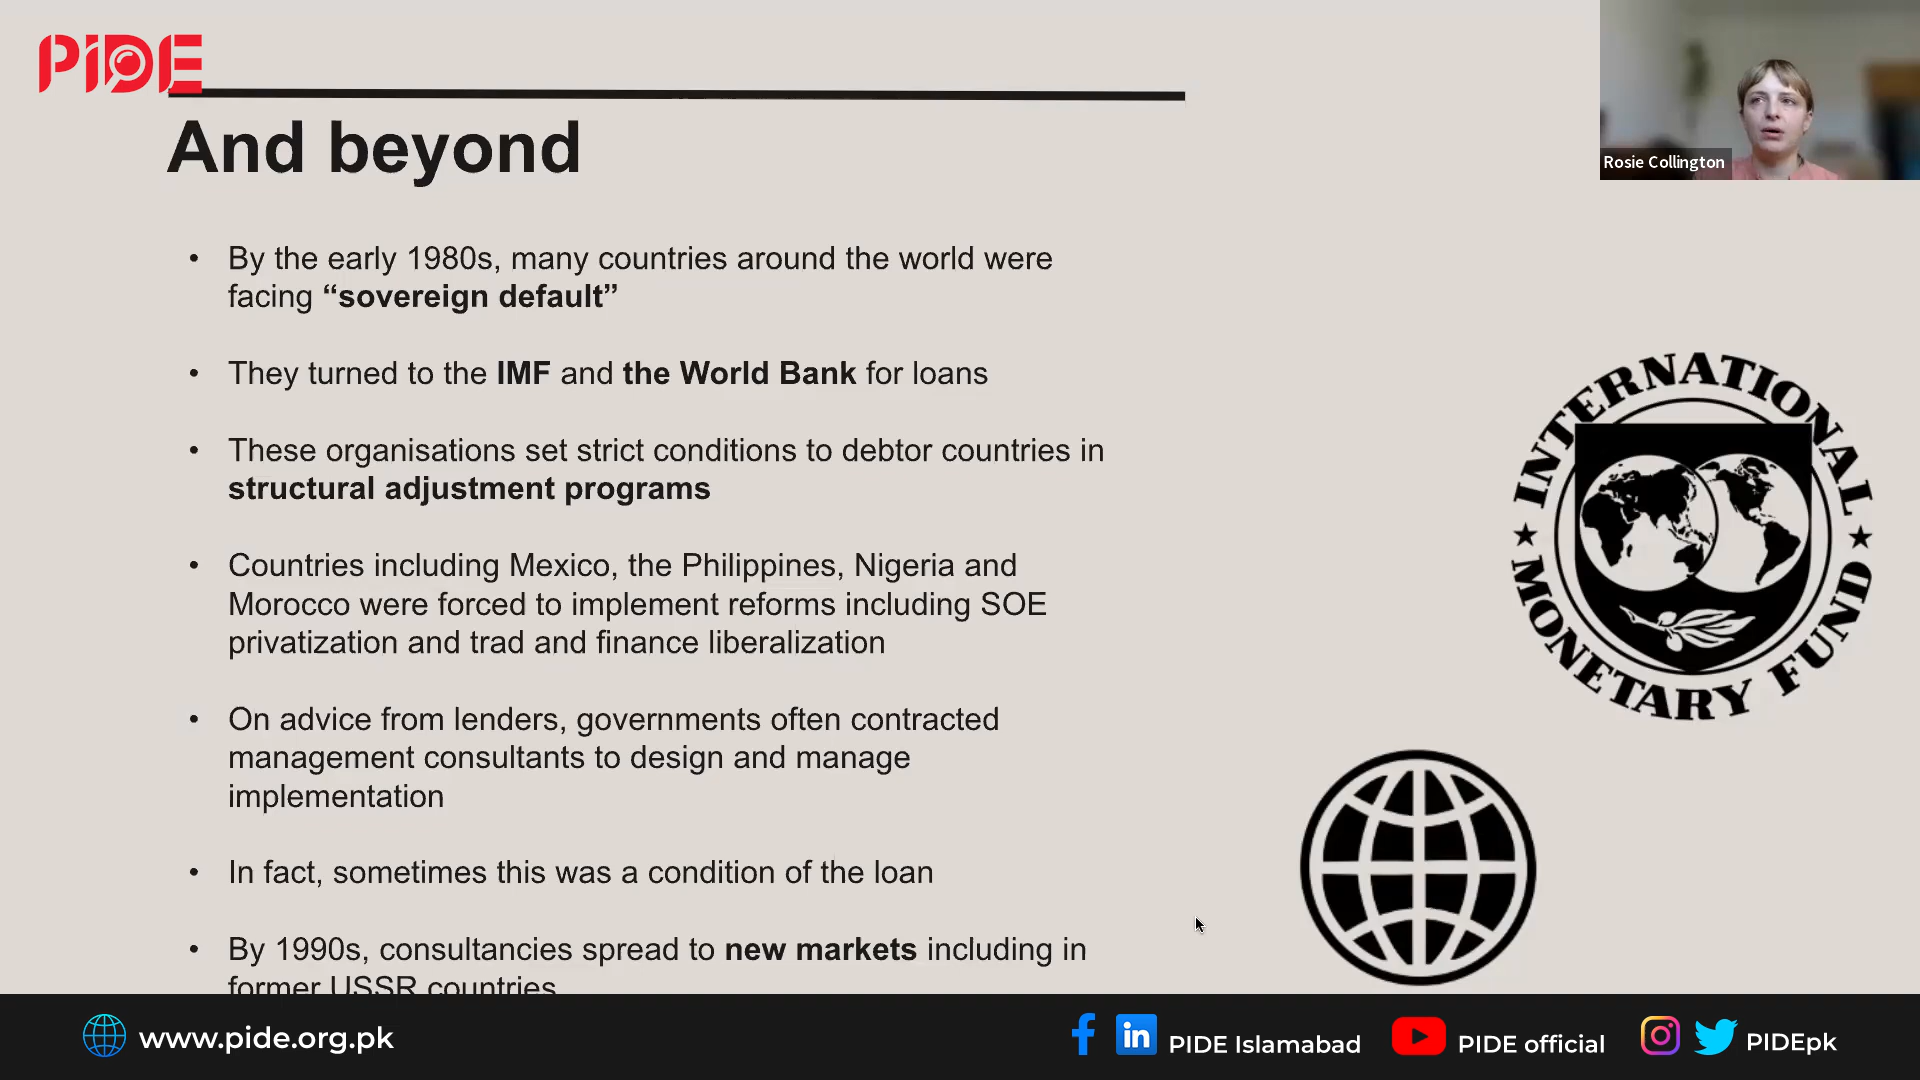 PIDE
Rosie Collington
And beyond
• By the early 1980s, many countries around the world were
facing “sovereign default”
• They turned to the IMF and the World Bank for loans
• These organisations set strict conditions to debtor countries in
structural adjustment programs
• Countries including Mexico, the Philippines, Nigeria and
Morocco were forced to implement reforms including SOE
privatization and trad and finance liberalization
• On advice from lenders, governments often contracted
management consultants to design and manage
implementation
• In fact, sometimes this was a condition of the loan
• By 1990s, consultancies spread to new markets including in
former USSR countries
INTERNATIONAL
MONETARY FUND
www.pide.org.pk
in PIDE Islamabad
PIDE official
PIDEpk